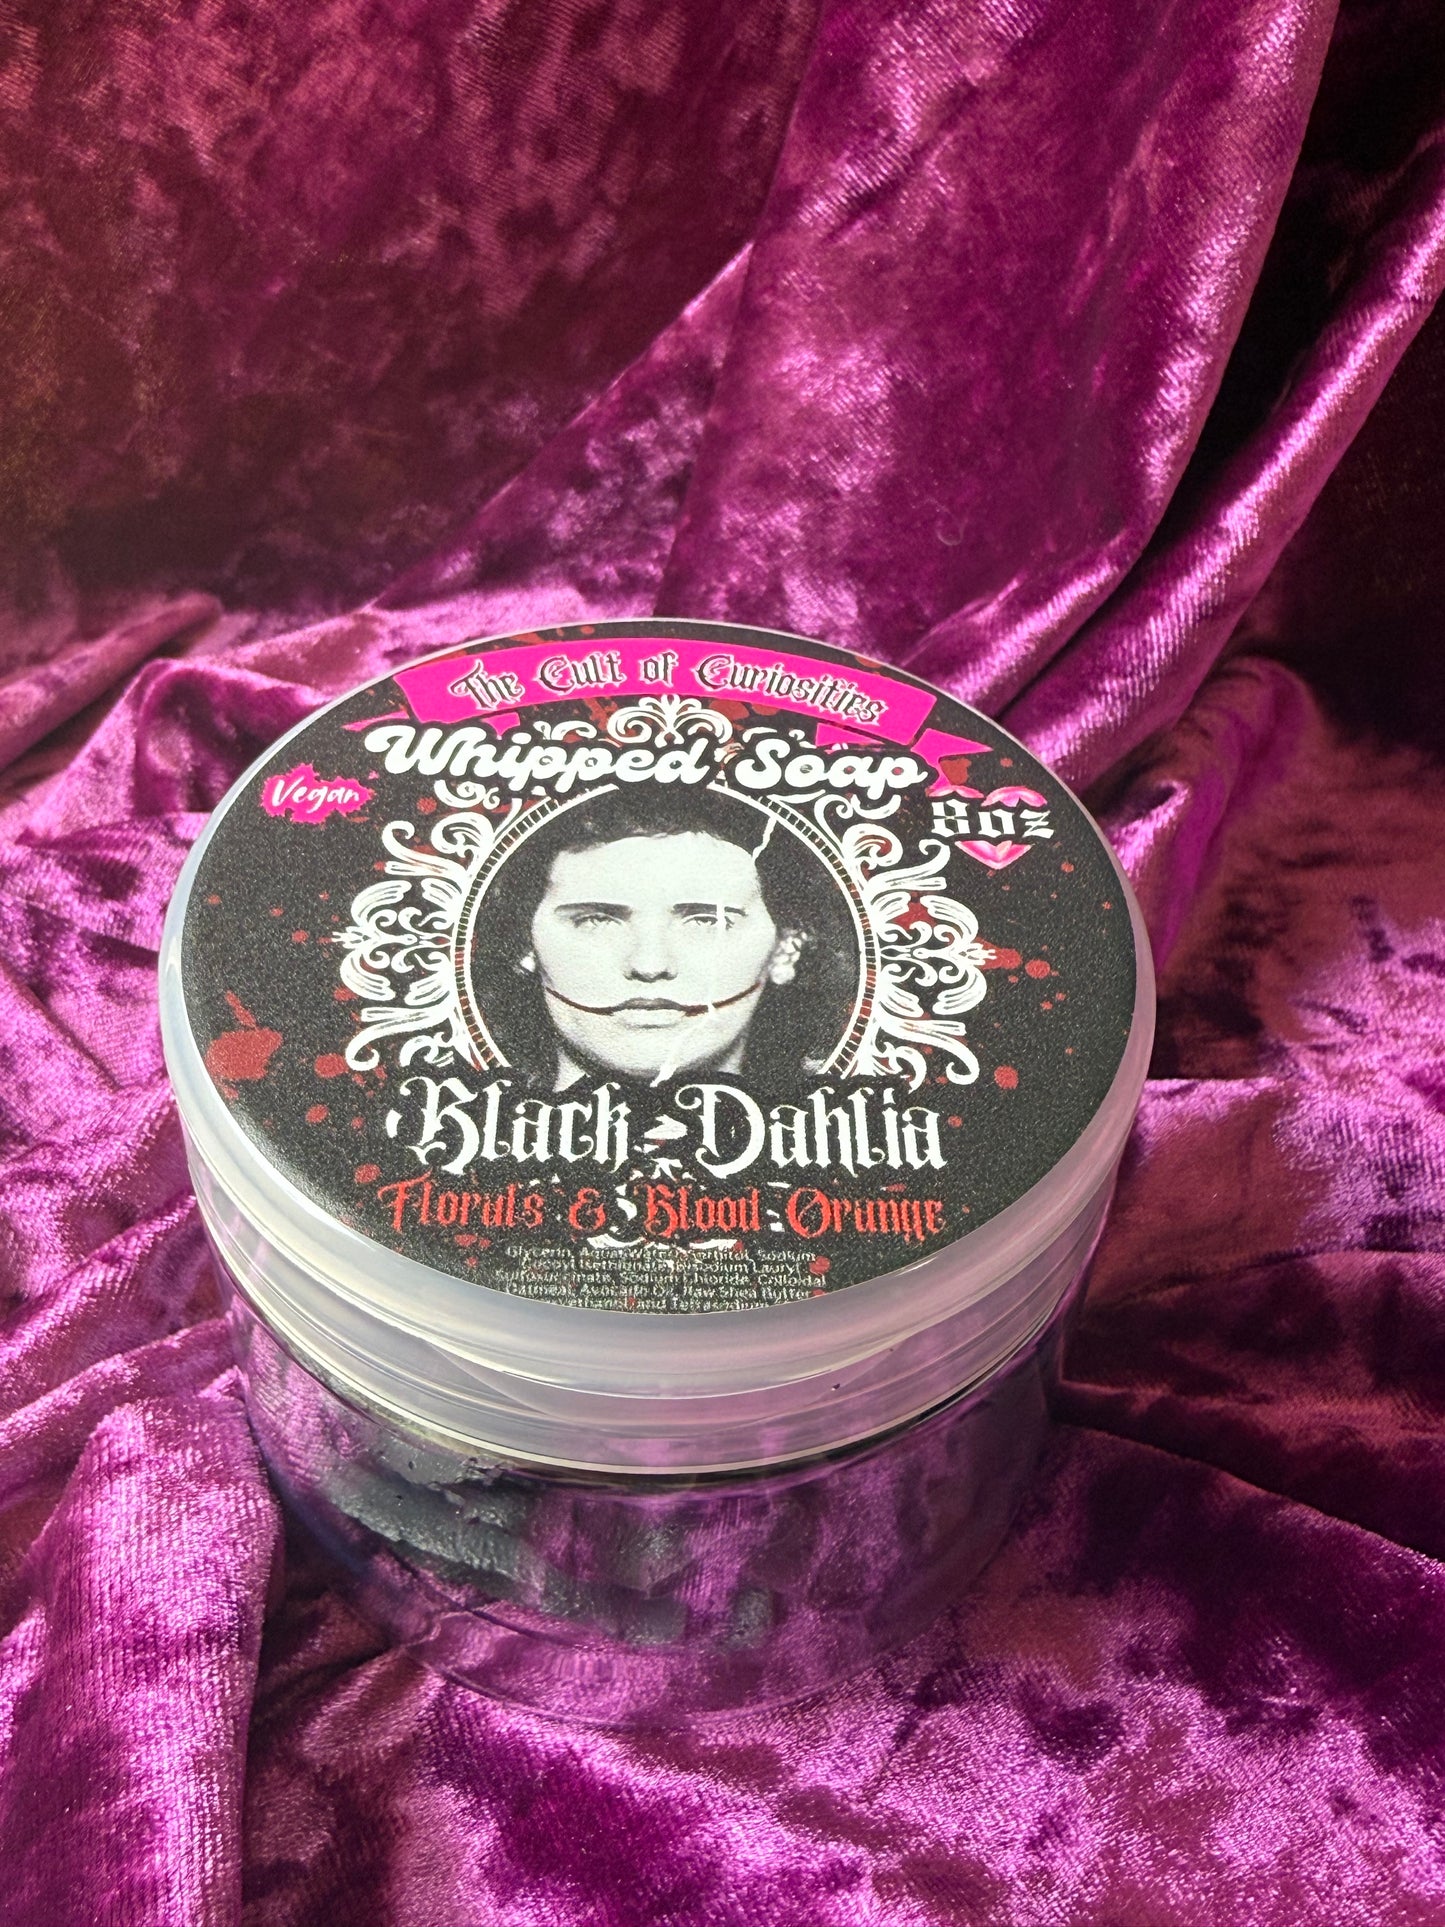 The Cult of Curiosities
Whipped Soap
Vegan
8oz
Black Dahlia
Florals & Blood Orange
Glycerin, Aqua Water, Sorbitol, Sodium
Cocoyl Isethionate, Disodium Lauryl
Sulfosuccinate, Sodium Chloride, Colloidal
Oatmeal, Avocado Oil, Raw Shea Butter